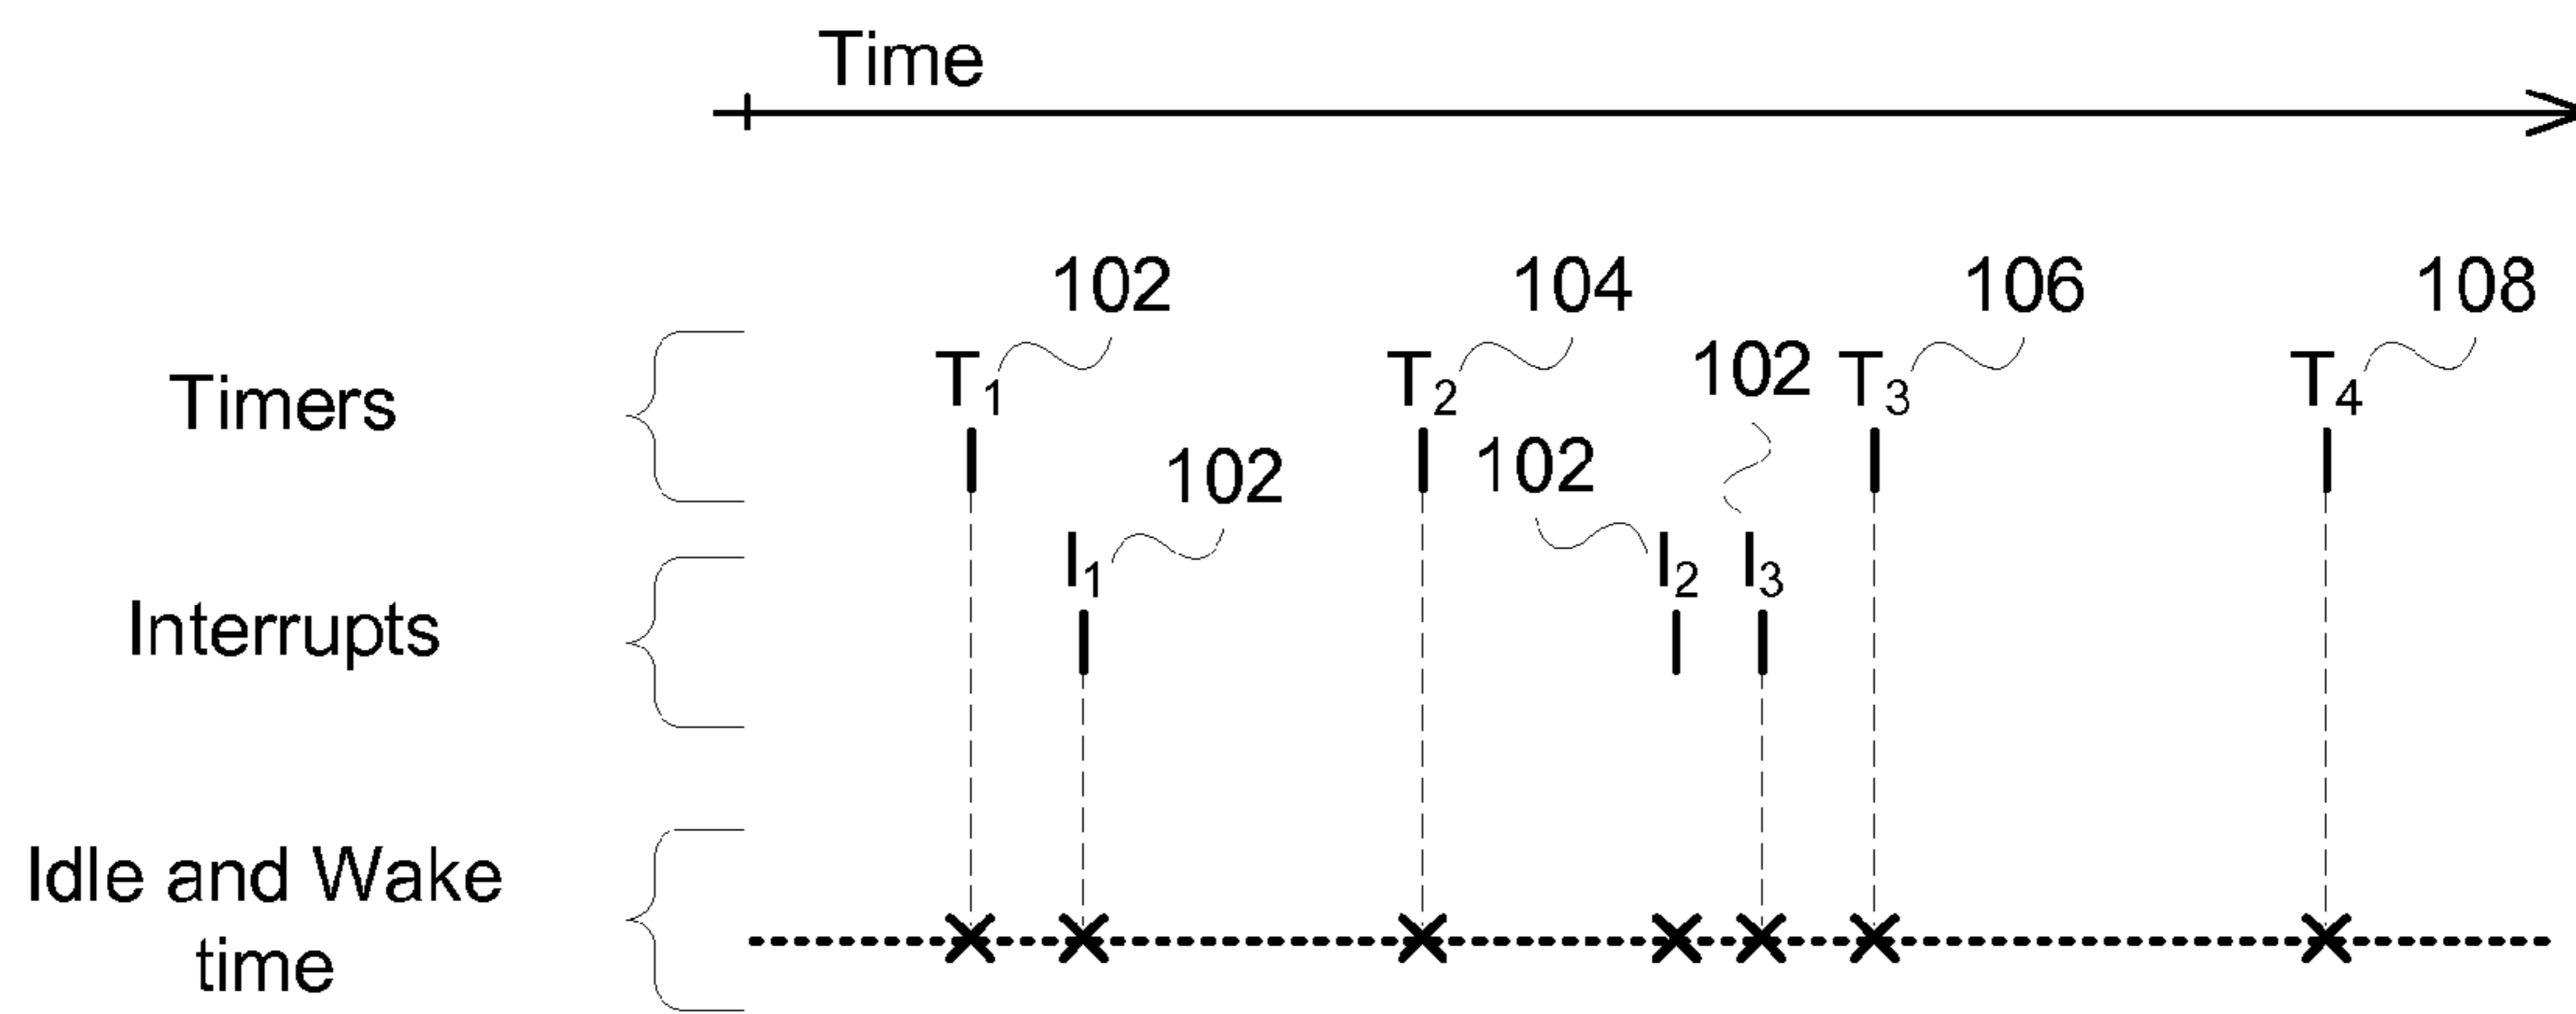 Time
102 104 106 108
Timers T₁ T₂ 102 T₃ T₄
102 102
Interrupts I₁ I₂ I₃
Idle and Wake
time